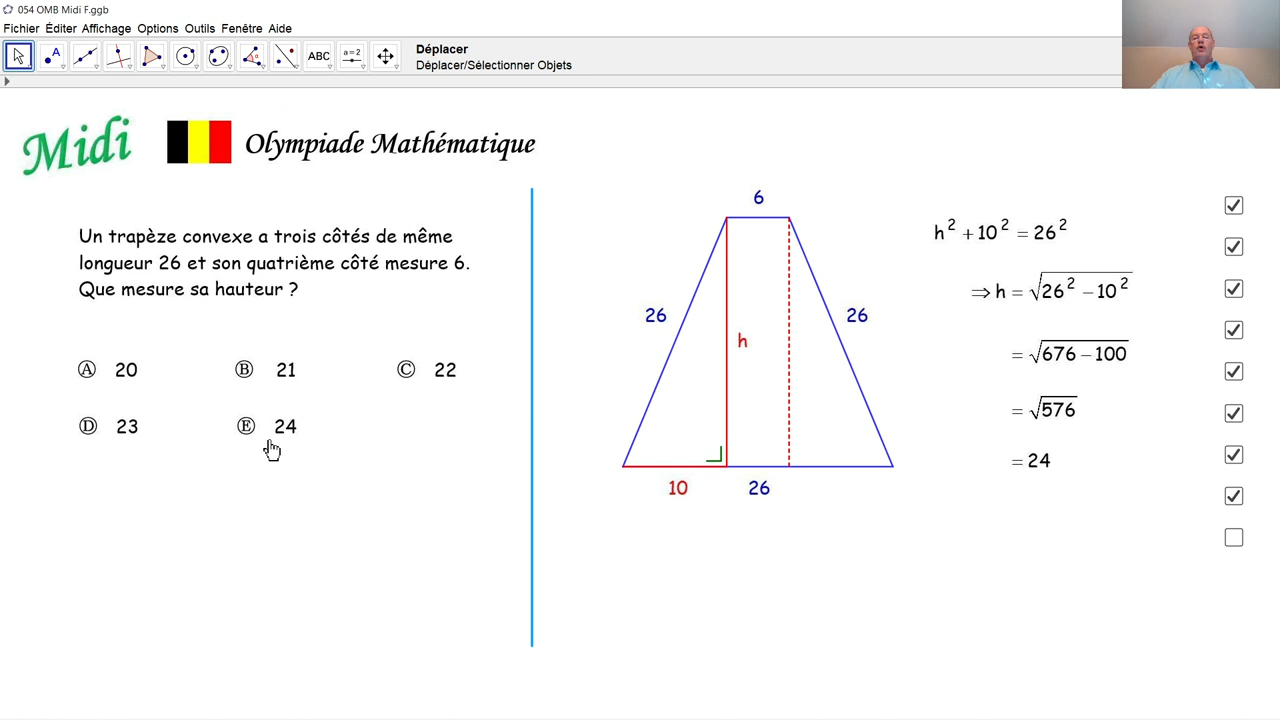 054 OMB Midi F.ggb
Fichier Éditer Affichage Options Outils Fenêtre Aide
A ABC a=2 Déplacer
Déplacer/Sélectionner Objets
Midi Olympiade Mathématique
Un trapèze convexe a trois côtés de même
longueur 26 et son quatrième côté mesure 6.
Que mesure sa hauteur ?
A 20 B 21 C 22
D 23 E 24
6
26 26
h
10 26
h² + 10² = 26²
⇒ h = √(26² − 10²)
= √(676 − 100)
= √576
= 24